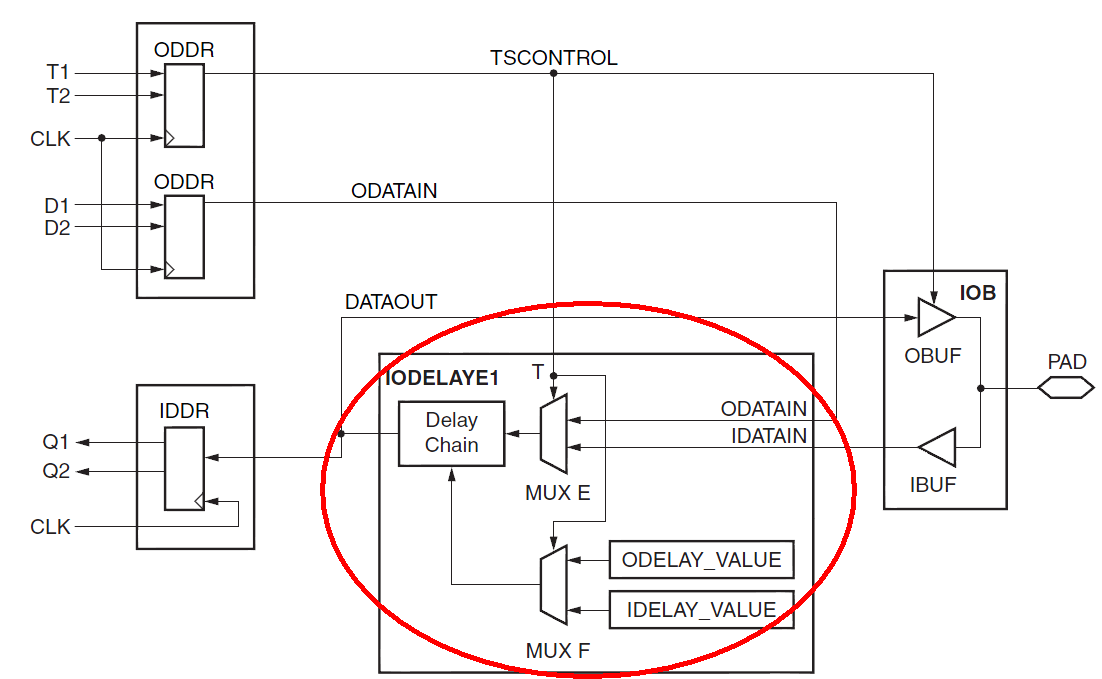 ODDR
TSCONTROL
T1
T2
CLK
ODDR
ODATAIN
D1
D2
DATAOUT
IOB
OBUF
PAD
T
IODELAYE1
IDDR
Delay
Chain
ODATAIN
IDATAIN
Q1
Q2
IBUF
MUX E
CLK
ODELAY_VALUE
IDELAY_VALUE
MUX F